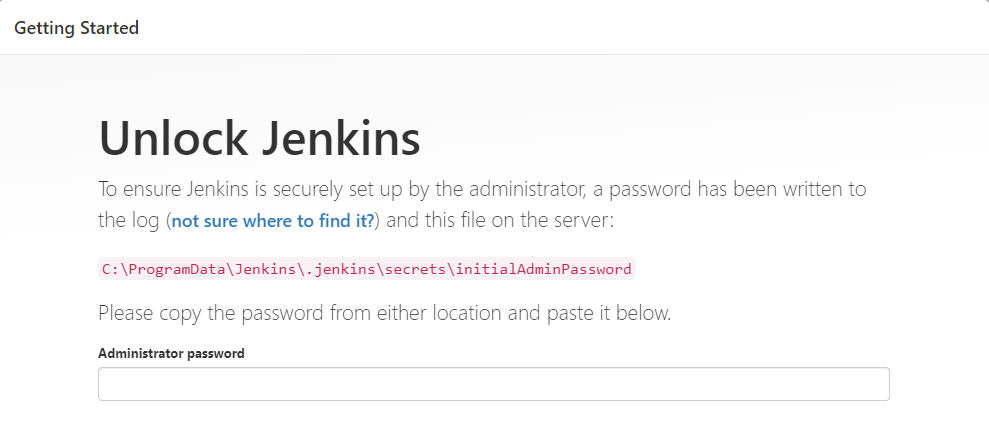 Getting Started
Unlock Jenkins
To ensure Jenkins is securely set up by the administrator, a password has been written to
the log (not sure where to find it?) and this file on the server:
C:\ProgramData\Jenkins\.jenkins\secrets\initialAdminPassword
Please copy the password from either location and paste it below.
Administrator password